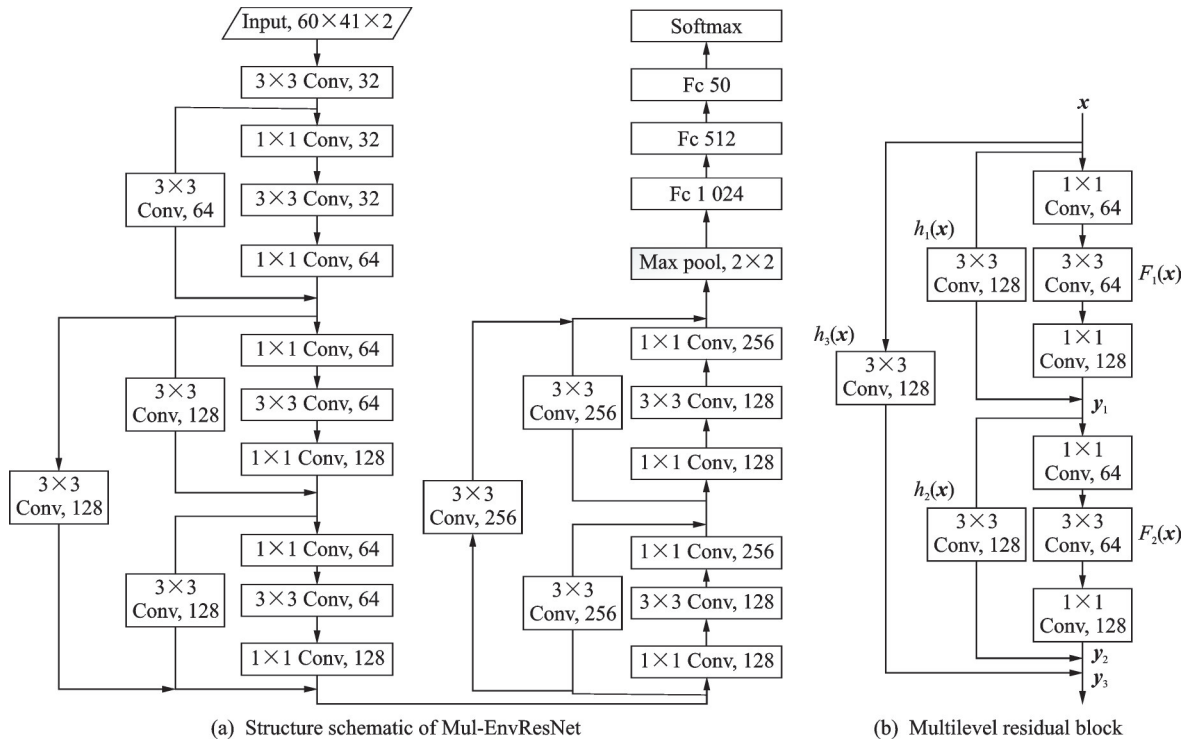 Input, 60×41×2
3×3 Conv, 32
1×1 Conv, 32
3×3 Conv, 32
1×1 Conv, 64
3×3
Conv, 64
1×1 Conv, 64
3×3 Conv, 64
1×1 Conv, 128
3×3
Conv, 128
3×3
Conv, 128
1×1 Conv, 64
3×3 Conv, 64
1×1 Conv, 128
3×3
Conv, 128
Softmax
Fc 50
Fc 512
Fc 1 024
Max pool, 2×2
1×1 Conv, 256
3×3 Conv, 128
1×1 Conv, 128
3×3
Conv, 256
3×3
Conv, 256
1×1 Conv, 256
3×3 Conv, 128
1×1 Conv, 128
3×3
Conv, 256
(a) Structure schematic of Mul-EnvResNet
x
1×1
Conv, 64
h₁(x)
3×3
Conv, 128
3×3
Conv, 64
F₁(x)
1×1
Conv, 128
h₃(x)
3×3
Conv, 128
y₁
1×1
Conv, 64
h₂(x)
3×3
Conv, 128
3×3
Conv, 64
F₂(x)
1×1
Conv, 128
y₂
y₃
(b) Multilevel residual block